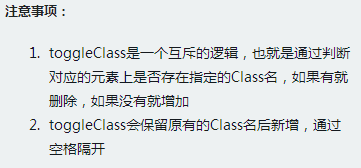 注意事项：
1. toggleClass是一个互斥的逻辑，也就是通过判断
对应的元素上是否存在指定的Class名，如果有就
删除，如果没有就增加
2. toggleClass会保留原有的Class名后新增，通过
空格隔开